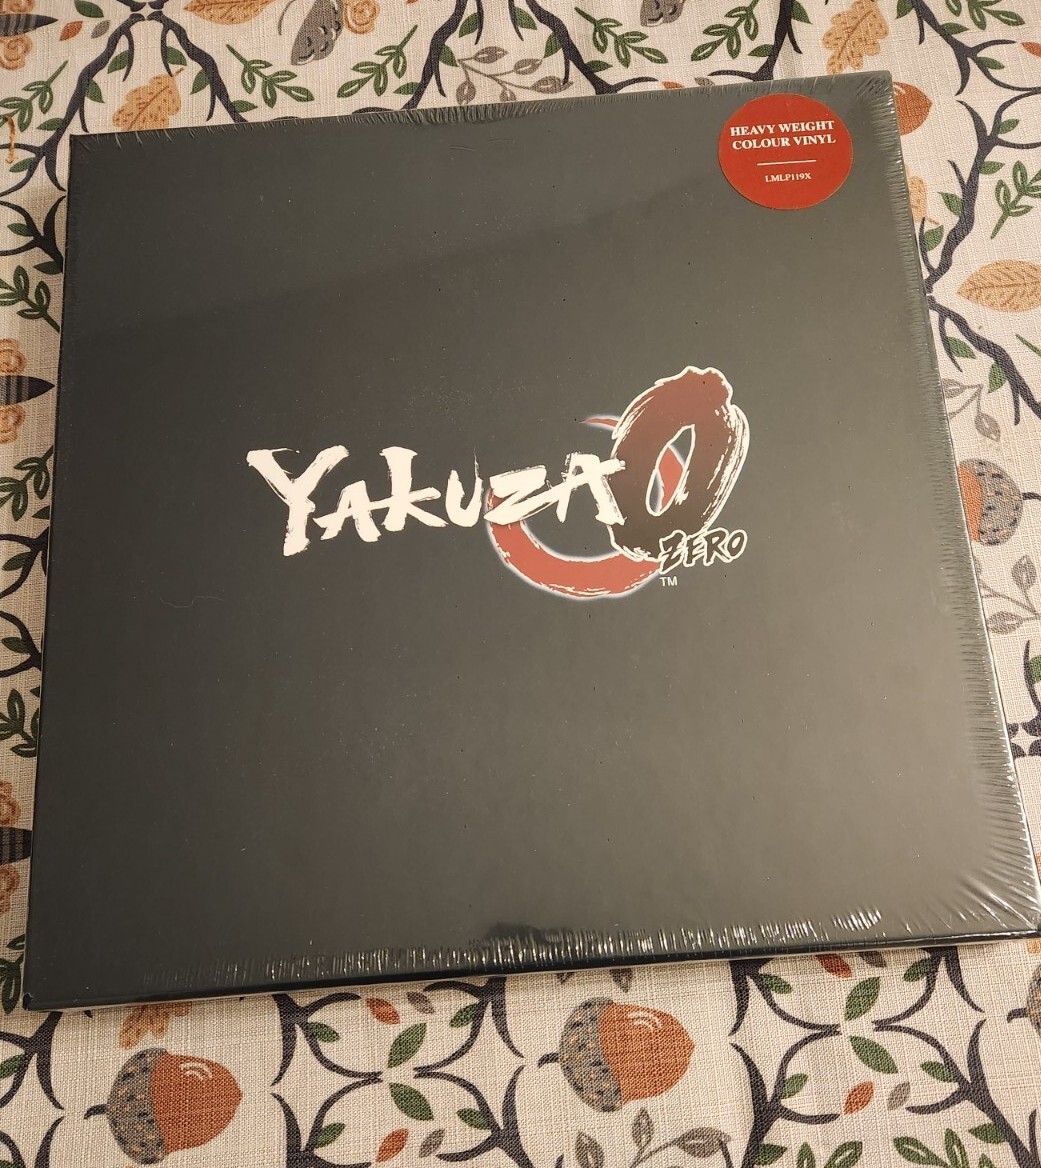 HEAVY WEIGHT
COLOUR VINYL
LMLP119X
YAKUZA 0
ZERO
TM